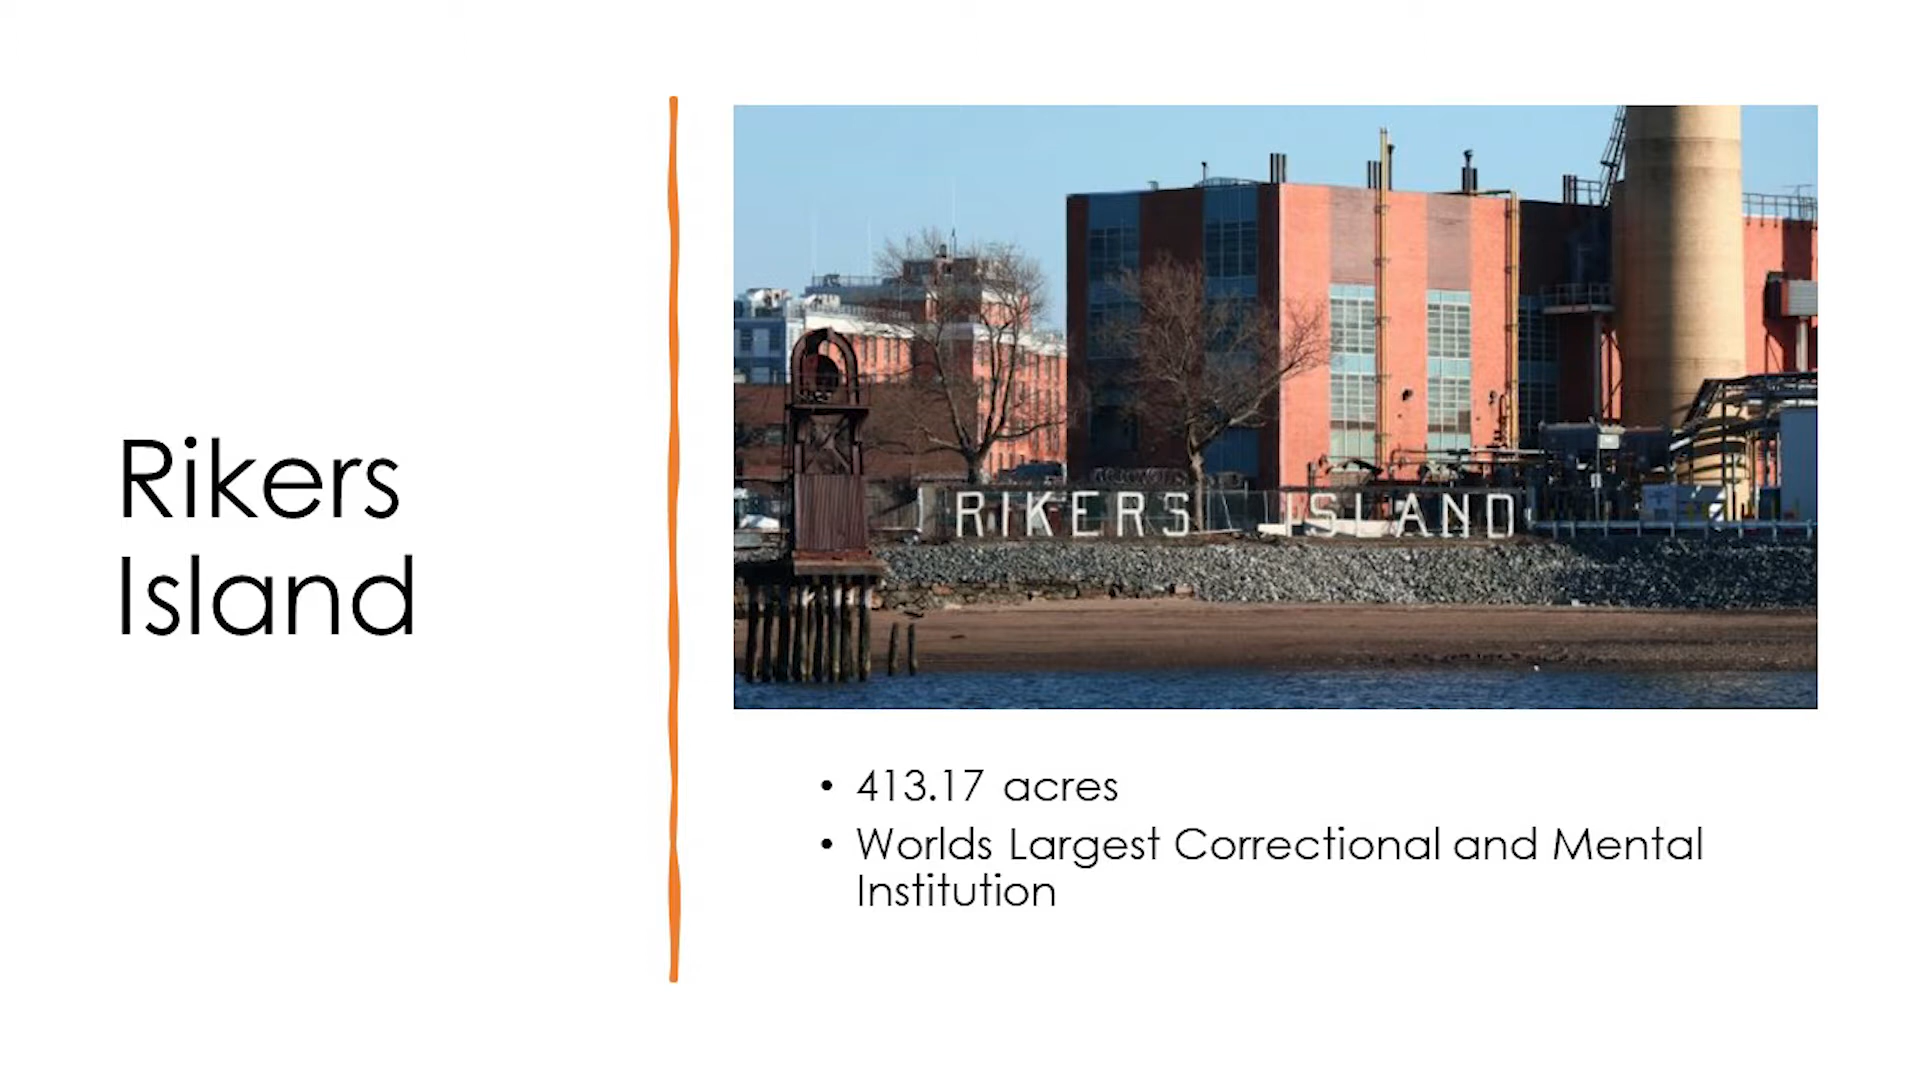 Rikers
Island
RIKERS ISLAND
• 413.17 acres
• Worlds Largest Correctional and Mental
Institution